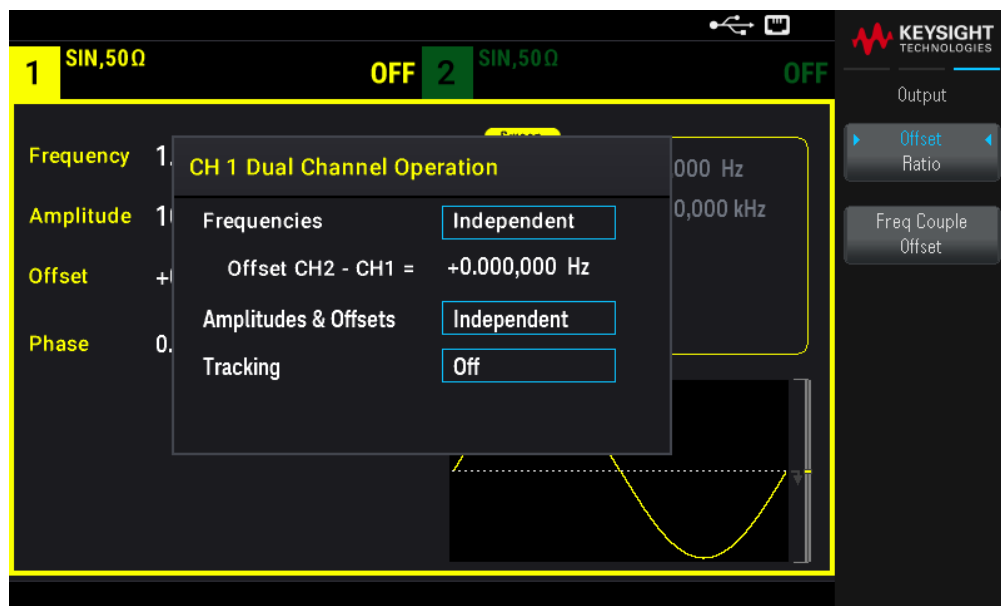 KEYSIGHT
TECHNOLOGIES
1 SIN,50Ω OFF 2 SIN,50Ω OFF
Output
Offset
Ratio
Freq Couple
Offset
CH 1 Dual Channel Operation
Frequencies Independent
Offset CH2 - CH1 = +0.000,000 Hz
Amplitudes & Offsets Independent
Tracking Off
Frequency 1.
Amplitude
Offset
Phase 0.
000 Hz
0,000 kHz